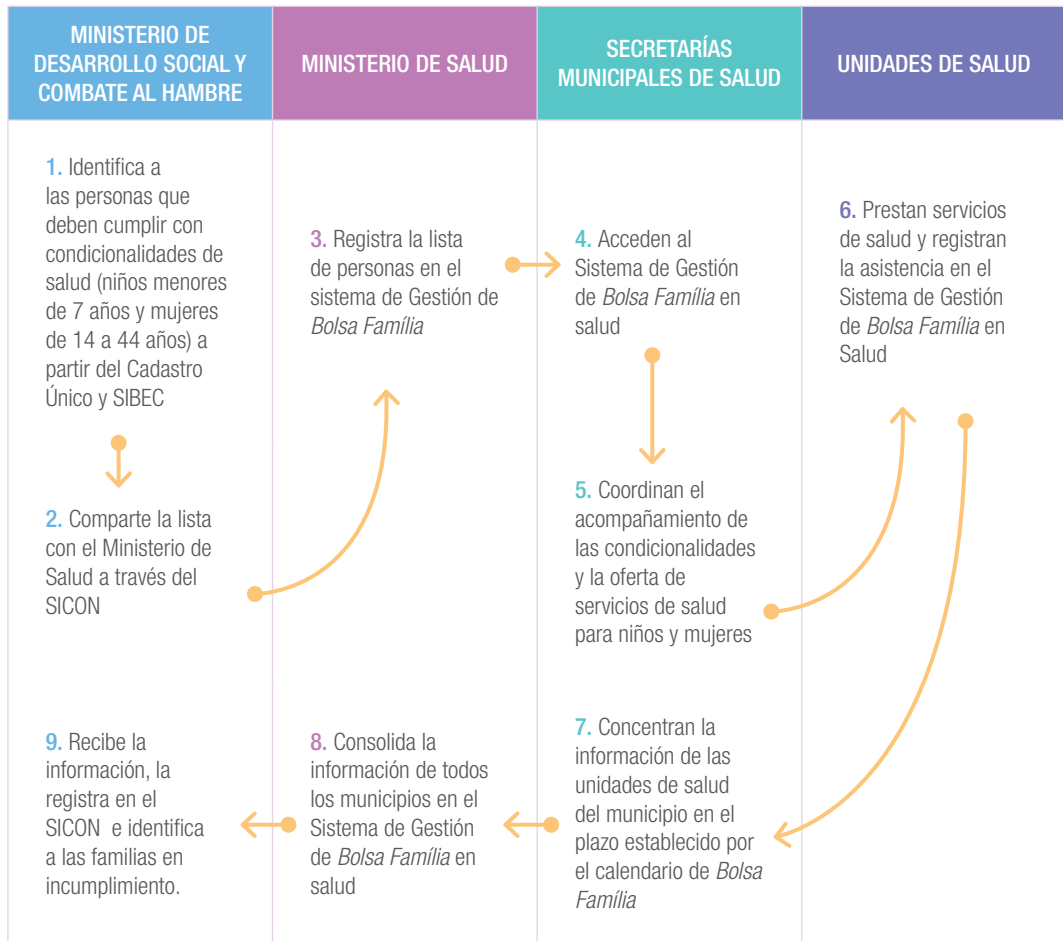 MINISTERIO DE
DESARROLLO SOCIAL Y
COMBATE AL HAMBRE
MINISTERIO DE SALUD
SECRETARÍAS
MUNICIPALES DE SALUD
UNIDADES DE SALUD
1. Identifica a
las personas que
deben cumplir con
condicionalidades de
salud (niños menores
de 7 años y mujeres
de 14 a 44 años) a
partir del Cadastro
Único y SIBEC
2. Comparte la lista
con el Ministerio de
Salud a través del
SICON
3. Registra la lista
de personas en el
sistema de Gestión de
Bolsa Família
4. Acceden al
Sistema de Gestión
de Bolsa Família en
salud
5. Coordinan el
acompañamiento de
las condicionalidades
y la oferta de
servicios de salud
para niños y mujeres
6. Prestan servicios
de salud y registran
la asistencia en el
Sistema de Gestión
de Bolsa Família en
Salud
7. Concentran la
información de las
unidades de salud
del municipio en el
plazo establecido por
el calendario de Bolsa
Família
8. Consolida la
información de todos
los municipios en el
Sistema de Gestión
de Bolsa Família en
salud
9. Recibe la
información, la
registra en el
SICON e identifica
a las familias en
incumplimiento.